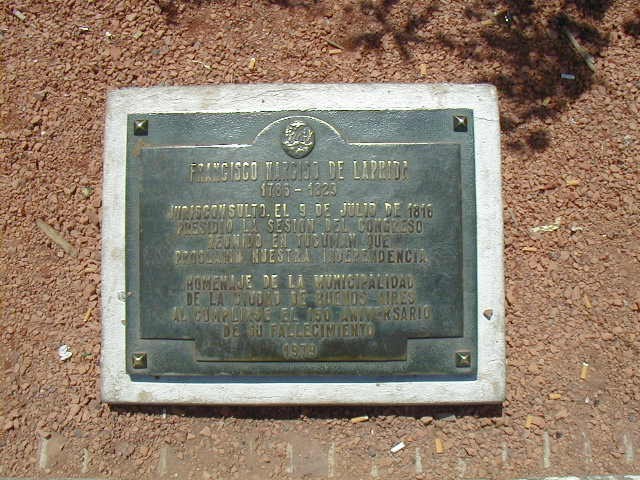 FRANCISCO NARCISO DE LAPRIDA
1786 - 1829
JURISCONSULTO. EL 9 DE JULIO DE 1816
PRESIDIO LA SESION DEL CONGRESO
REUNIDO EN TUCUMAN QUE
PROCLAMO NUESTRA INDEPENDENCIA
HOMENAJE DE LA MUNICIPALIDAD
DE LA CIUDAD DE BUENOS AIRES
AL CUMPLIRSE EL 150 ANIVERSARIO
DE SU FALLECIMIENTO
1979